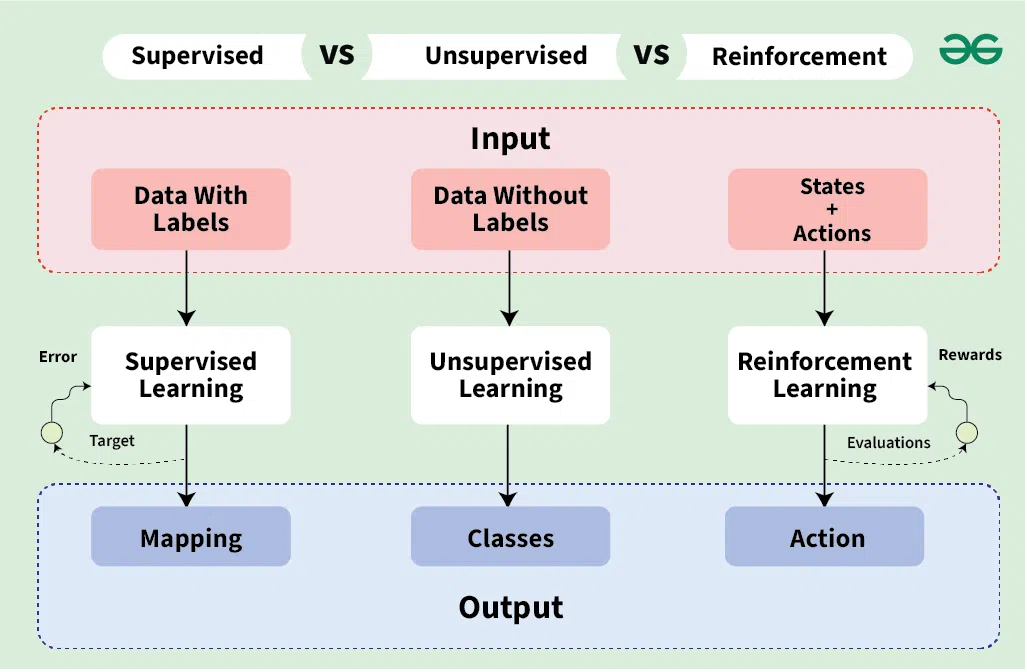 Supervised VS Unsupervised VS Reinforcement
Input
Data With
Labels
Data Without
Labels
States
+
Actions
Error
Supervised
Learning
Target
Unsupervised
Learning
Reinforcement
Learning
Rewards
Evaluations
Mapping
Classes
Action
Output